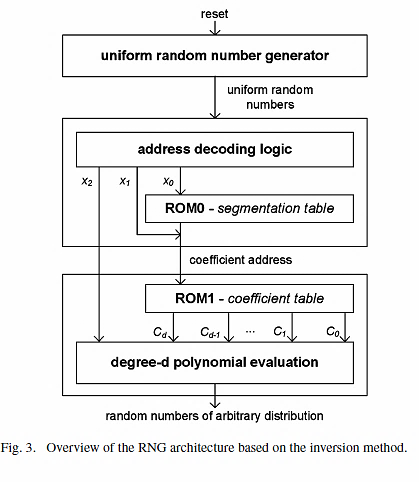 reset
uniform random number generator
uniform random
numbers
address decoding logic
x2 x1 x0
ROM0 - segmentation table
coefficient address
ROM1 - coefficient table
Cd Cd-1 ... C1 C0
degree-d polynomial evaluation
random numbers of arbitrary distribution
Fig. 3. Overview of the RNG architecture based on the inversion method.